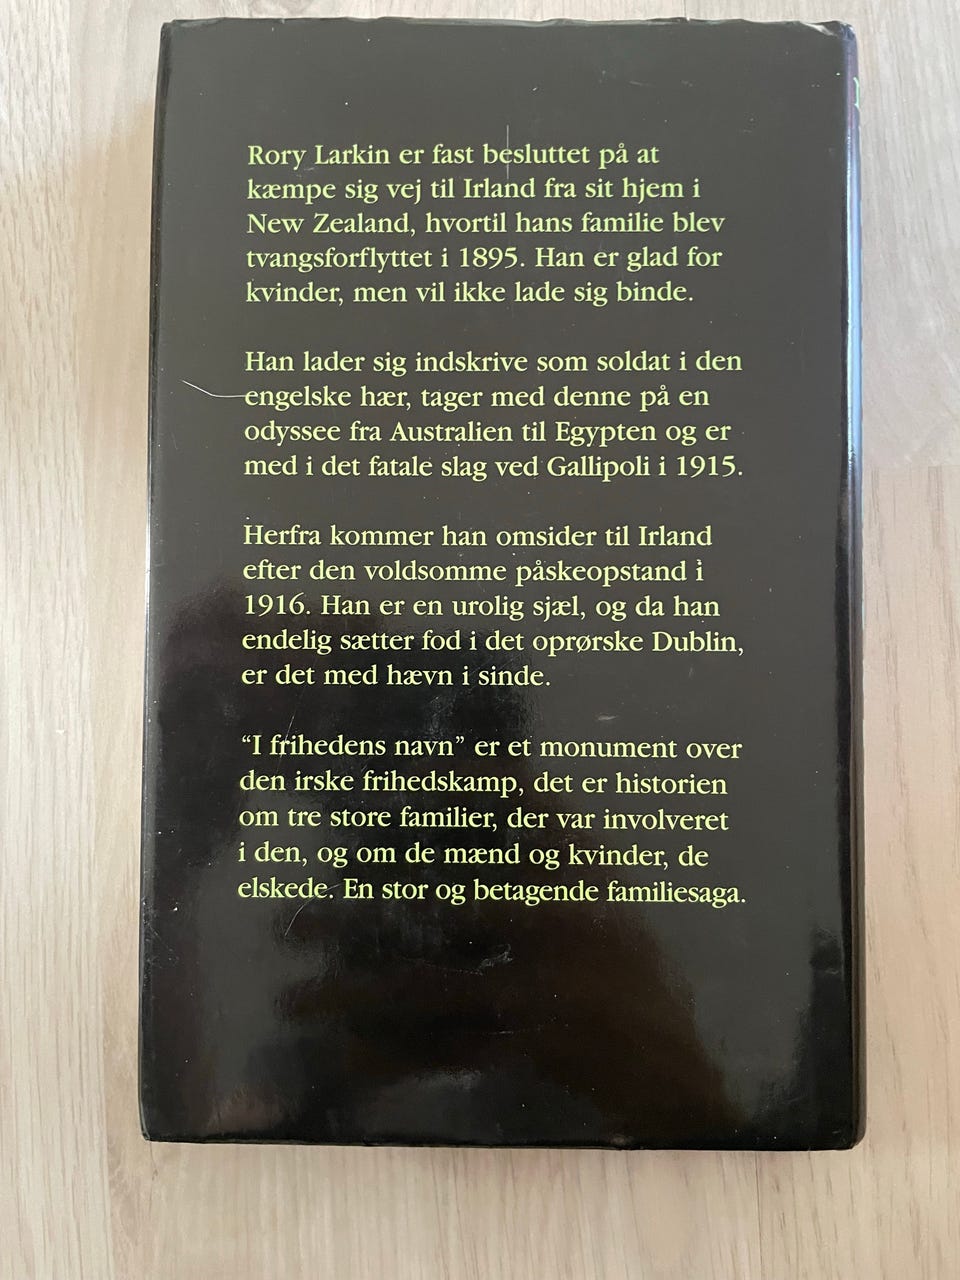 Rory Larkin er fast besluttet på at
kæmpe sig vej til Irland fra sit hjem i
New Zealand, hvortil hans familie blev
tvangsforflyttet i 1895. Han er glad for
kvinder, men vil ikke lade sig binde.
Han lader sig indskrive som soldat i den
engelske hær, tager med denne på en
odyssee fra Australien til Egypten og er
med i det fatale slag ved Gallipoli i 1915.
Herfra kommer han omsider til Irland
efter den voldsomme påskeopstand i
1916. Han er en urolig sjæl, og da han
endelig sætter fod i det oprørske Dublin,
er det med hævn i sinde.
“I frihedens navn” er et monument over
den irske frihedskamp, det er historien
om tre store familier, der var involveret
i den, og om de mænd og kvinder, de
elskede. En stor og betagende familiesaga.